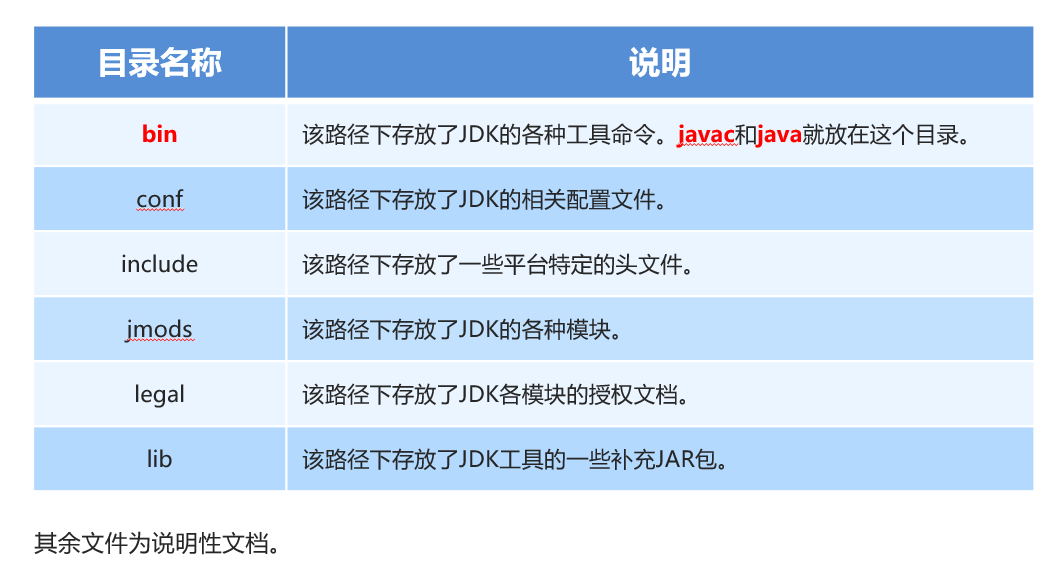 目录名称 说明
bin 该路径下存放了JDK的各种工具命令。javac和java就放在这个目录。
conf 该路径下存放了JDK的相关配置文件。
include 该路径下存放了一些平台特定的头文件。
jmods 该路径下存放了JDK的各种模块。
legal 该路径下存放了JDK各模块的授权文档。
lib 该路径下存放了JDK工具的一些补充JAR包。
其余文件为说明性文档。